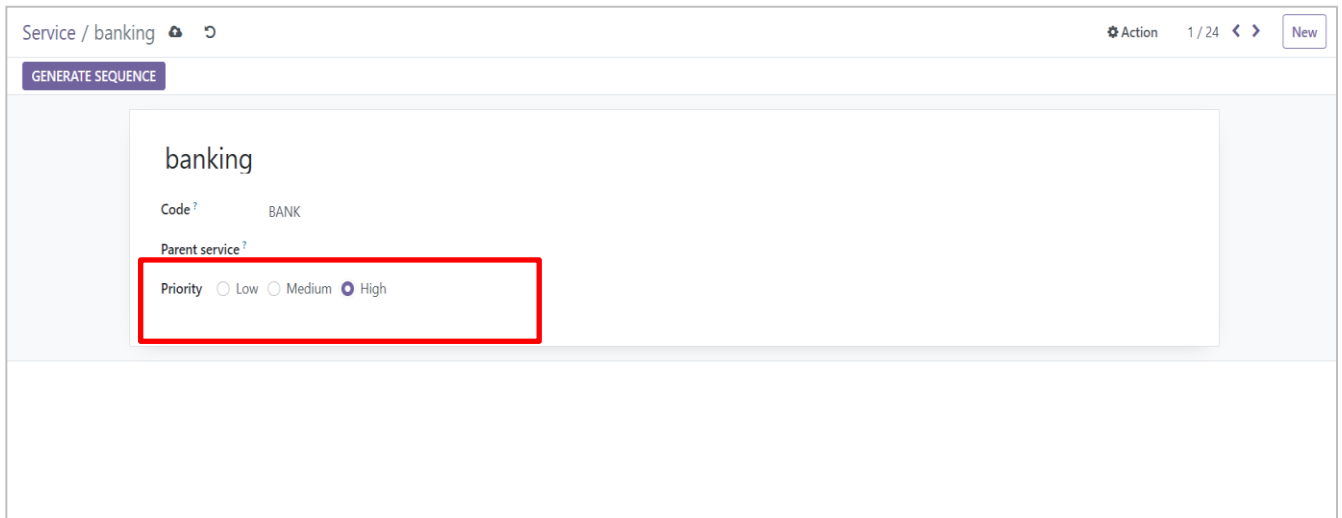 Service / banking Action 1 / 24 New
GENERATE SEQUENCE
banking
Code ? BANK
Parent service ?
Priority Low Medium High